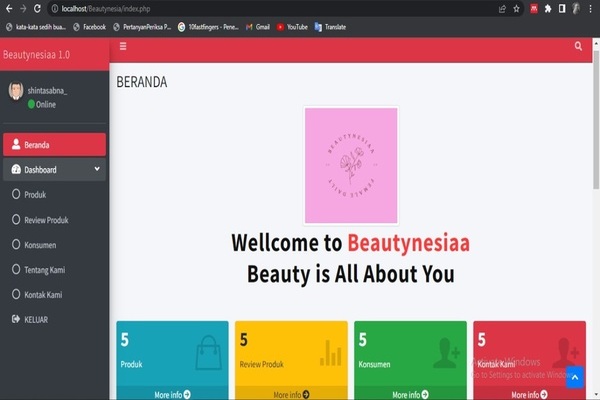 localhost/Beautynesia/index.php
kata-kata sedih bua...
Facebook
PertanyanPeriksa P...
10fastfingers - Pene...
Gmail
YouTube
Translate
Beautynesiaa 1.0
shintasabna_
Online
Beranda
Dashboard
Produk
Review Produk
Konsumen
Tentang Kami
Kontak Kami
KELUAR
BERANDA
BEAUTYNESIAA
FEMALE DAILY
Wellcome to Beautynesiaa
Beauty is All About You
5
Produk
More info
5
Review Produk
More info
5
Konsumen
More info
5
Kontak Kami
More info
Activate Windows
Go to Settings to activate Windows.